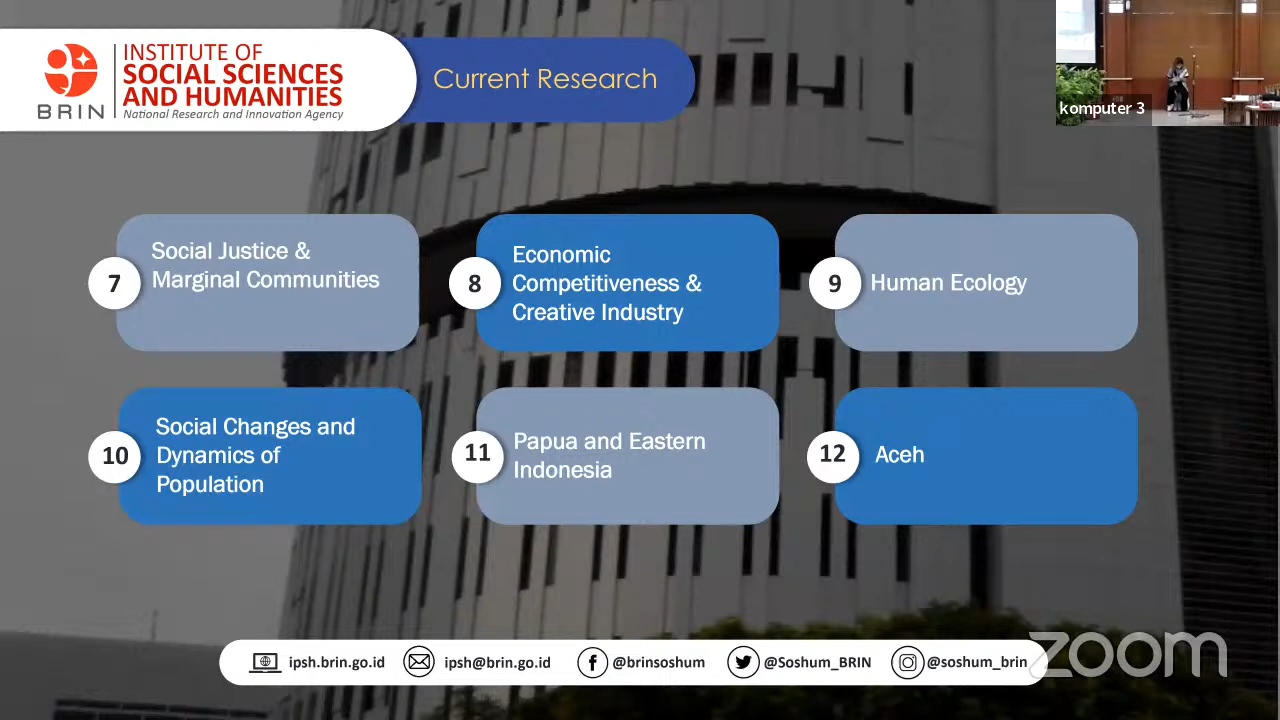 BRIN
INSTITUTE OF
SOCIAL SCIENCES
AND HUMANITIES
National Research and Innovation Agency
Current Research
komputer 3
7
Social Justice &
Marginal Communities
8
Economic
Competitiveness &
Creative Industry
9
Human Ecology
10
Social Changes and
Dynamics of
Population
11
Papua and Eastern
Indonesia
12
Aceh
ipsh.brin.go.id
ipsh@brin.go.id
@brinsoshum
@Soshum_BRIN
@soshum_brin
zoom